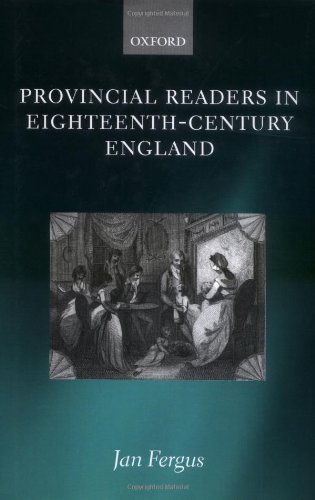 OXFORD
PROVINCIAL READERS IN
EIGHTEENTH-CENTURY
ENGLAND
Jan Fergus